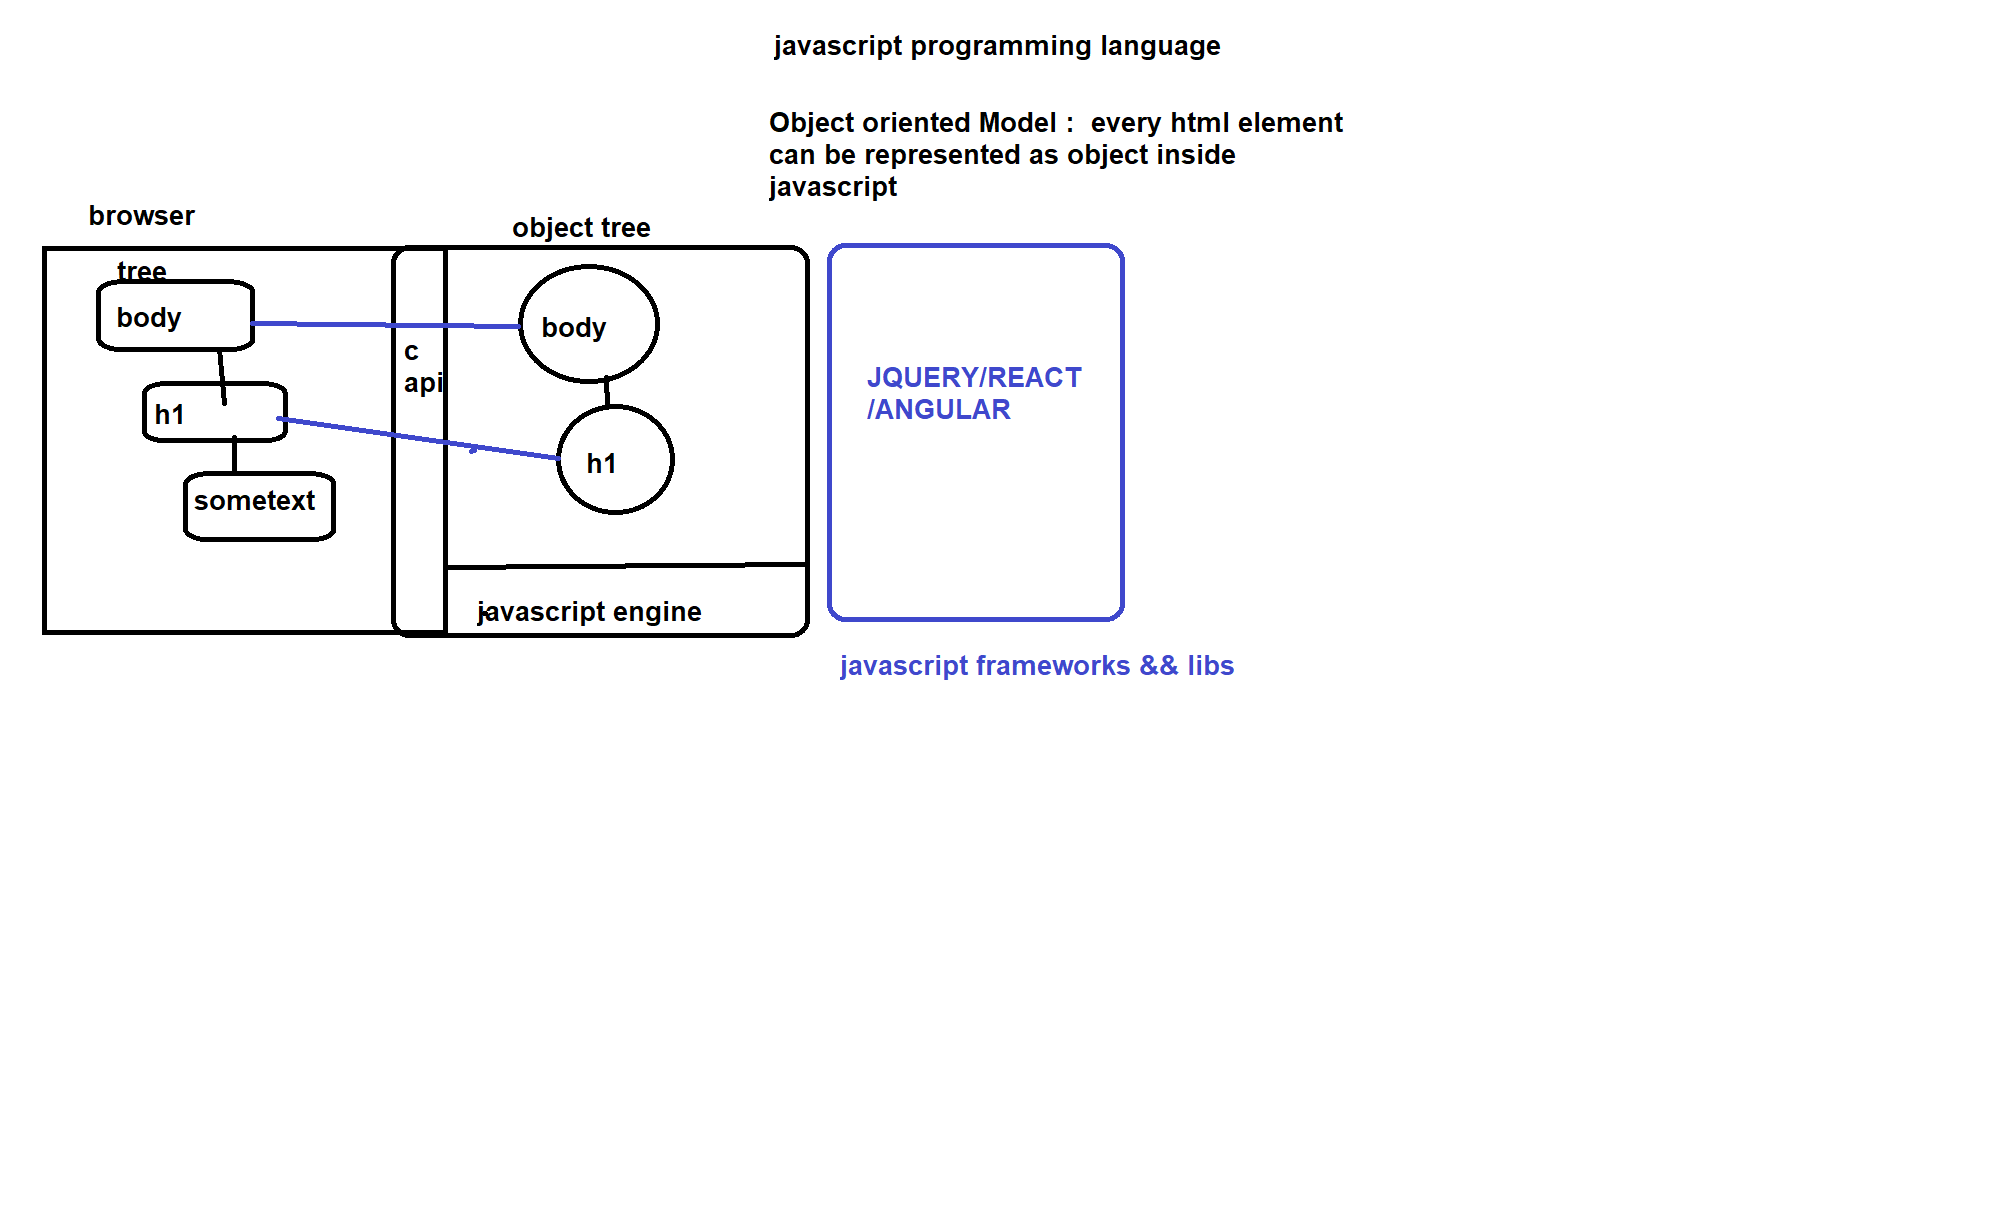 javascript programming language
Object oriented Model :  every html element
can be represented as object inside
javascript
browser
object tree
tree
body
body
c
api
h1
h1
sometext
javascript engine
JQUERY/REACT
/ANGULAR
javascript frameworks && libs